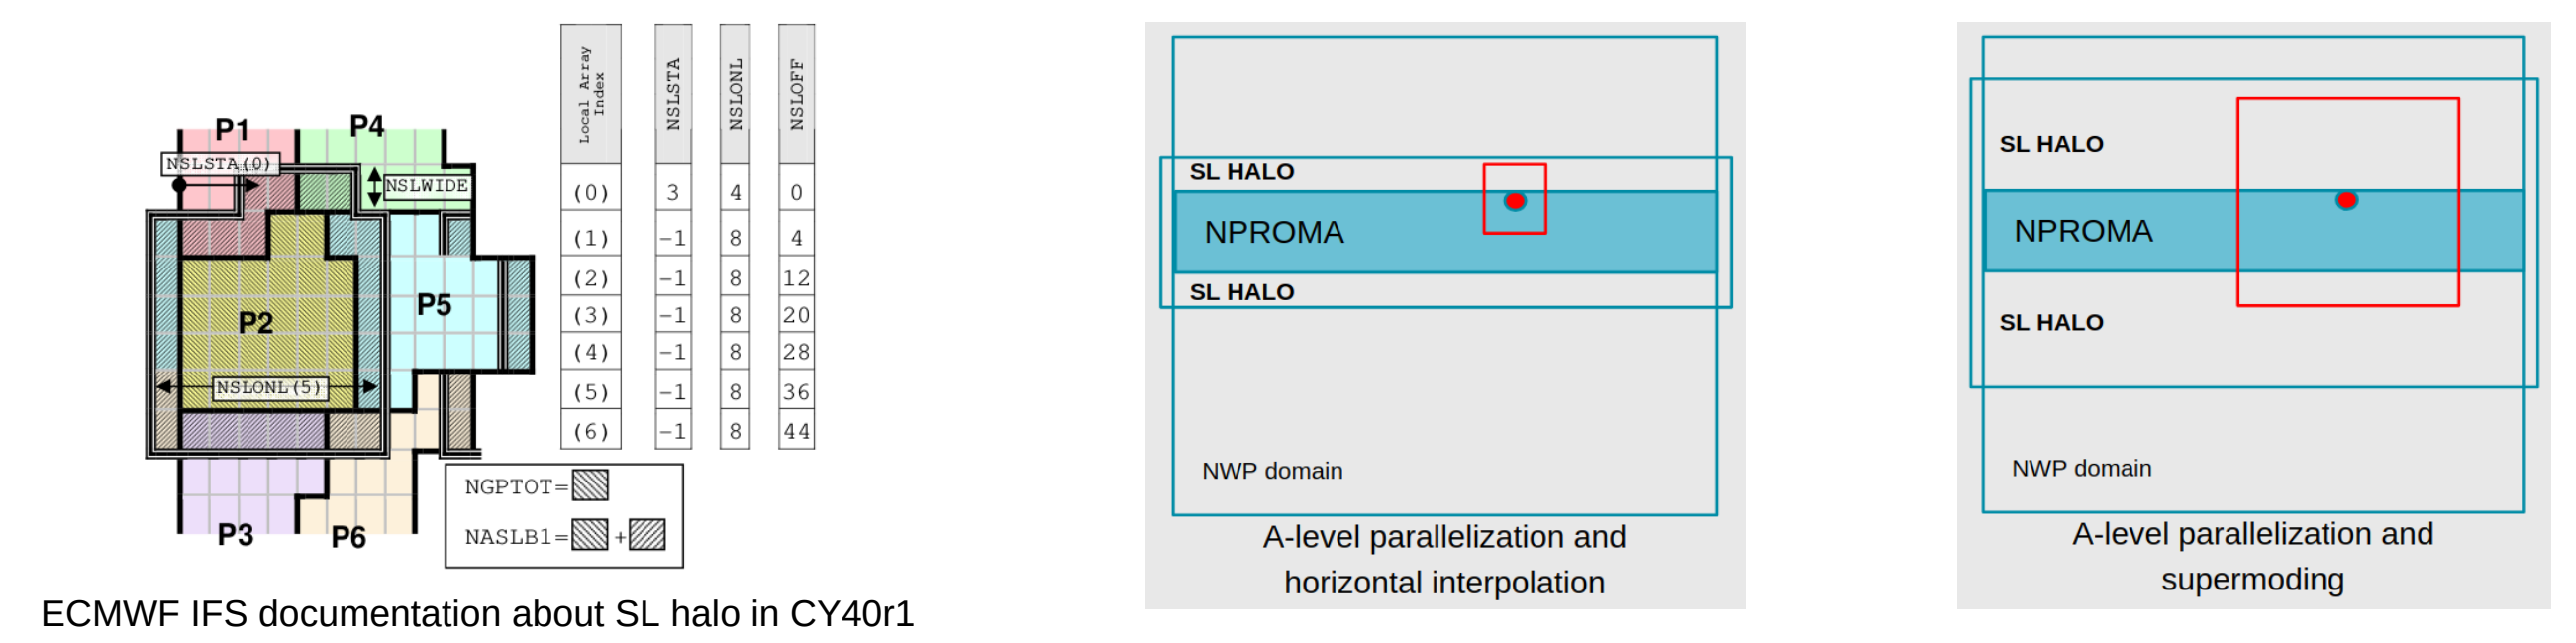 P1
P4
NSLSTA(0)
NSLWIDE
P5
P2
NSLONL(5)
P3
P6
Local Array
Index
NSLSTA
NSLONL
NSLOFF
(0) 3 4 0
(1) −1 8 4
(2) −1 8 12
(3) −1 8 20
(4) −1 8 28
(5) −1 8 36
(6) −1 8 44
NGPTOT=
NASLB1= +
ECMWF IFS documentation about SL halo in CY40r1
SL HALO
NPROMA
SL HALO
NWP domain
A-level parallelization and
horizontal interpolation
SL HALO
NPROMA
SL HALO
NWP domain
A-level parallelization and
supermoding